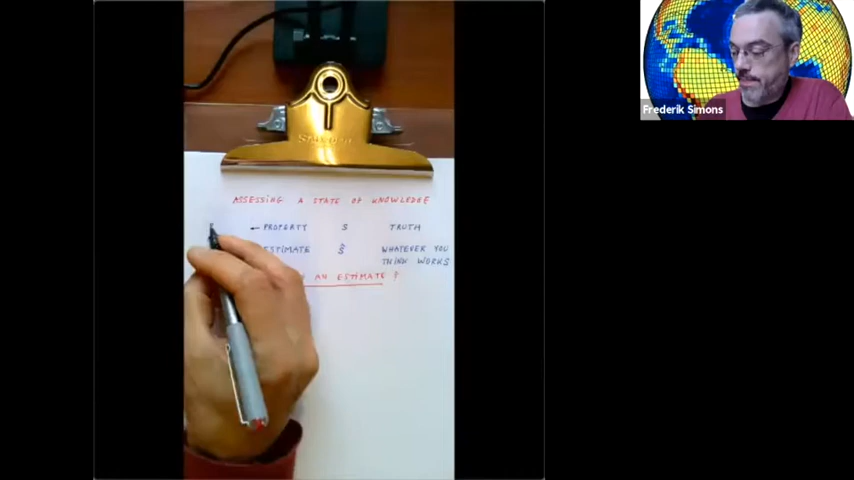 Frederik Simons
ASSESSING A STATE OF KNOWLEDGE
← PROPERTY S TRUTH
ESTIMATE Ŝ WHATEVER YOU
THINK WORKS
AN ESTIMATE ?